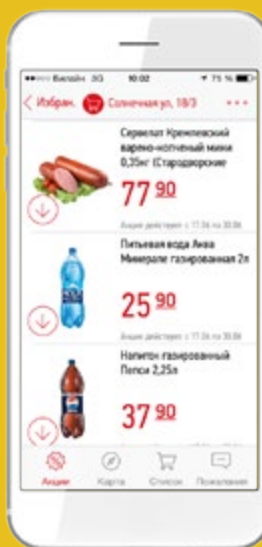 Билайн 3G 10:02 71 %
Избран. Солнечная ул, 18/3
Сервелат Кремлевский
варено-копченый мини
0,35кг (Стародворские
77 90
Акция действует с 17.06 по 30.06
Питьевая вода Аква
Минерале газированная 2л
25 90
Акция действует с 17.06 по 30.06
Напиток газированный
Пепси 2,25л
37 90
Акции Карта Список Пожелания